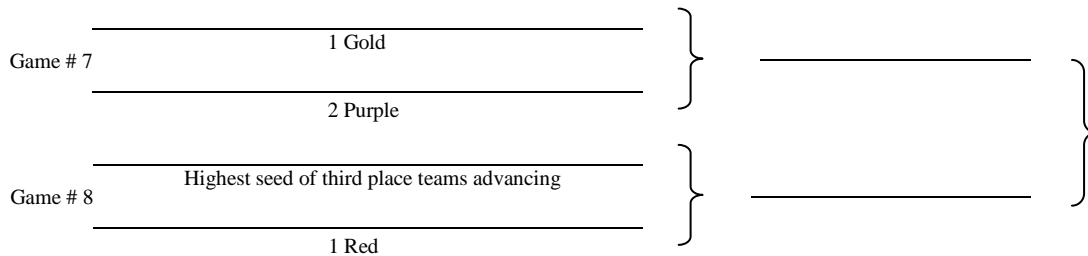 1 Gold
Game # 7
2 Purple
Highest seed of third place teams advancing
Game # 8
1 Red